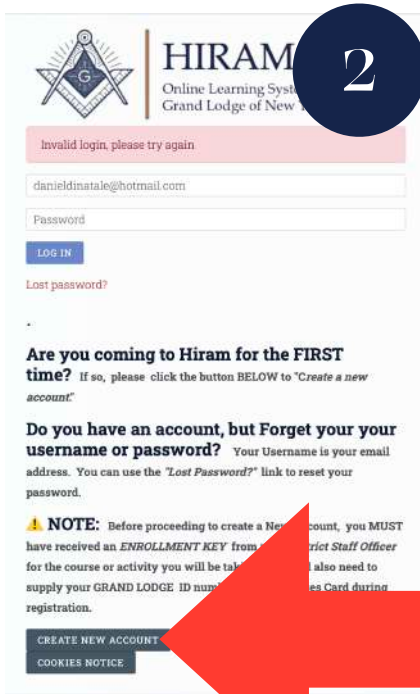 HIRAM
2
Online Learning Syst
Grand Lodge of New
G
Invalid login, please try again
danieldinatale@hotmail.com
Password
LOG IN
Lost password?
.
Are you coming to Hiram for the FIRST
time? If so, please click the button BELOW to "Create a new
account."
Do you have an account, but Forget your your
username or password? Your Username is your email
address. You can use the "Lost Password?" link to reset your
password.
⚠ NOTE: Before proceeding to create a New ount, you MUST
have received an ENROLLMENT KEY from rict Staff Officer
for the course or activity you will be tak also need to
supply your GRAND LODGE ID num es Card during
registration.
CREATE NEW ACCOUNT
COOKIES NOTICE